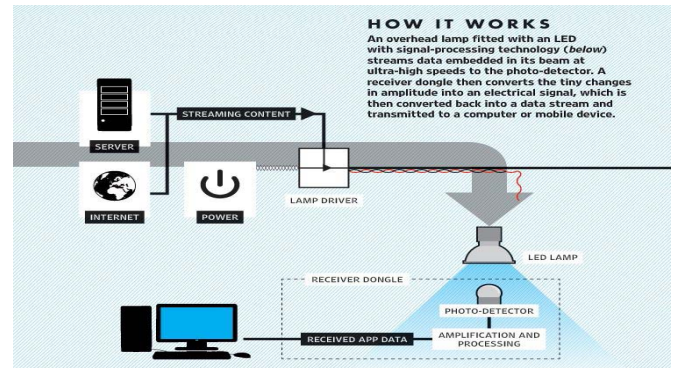 HOW IT WORKS
An overhead lamp fitted with an LED
with signal-processing technology (below)
streams data embedded in its beam at
ultra-high speeds to the photo-detector. A
receiver dongle then converts the tiny changes
in amplitude into an electrical signal, which is
then converted back into a data stream and
transmitted to a computer or mobile device.
STREAMING CONTENT
SERVER
LAMP DRIVER
INTERNET
POWER
LED LAMP
RECEIVER DONGLE
PHOTO-DETECTOR
RECEIVED APP DATA
AMPLIFICATION AND
PROCESSING